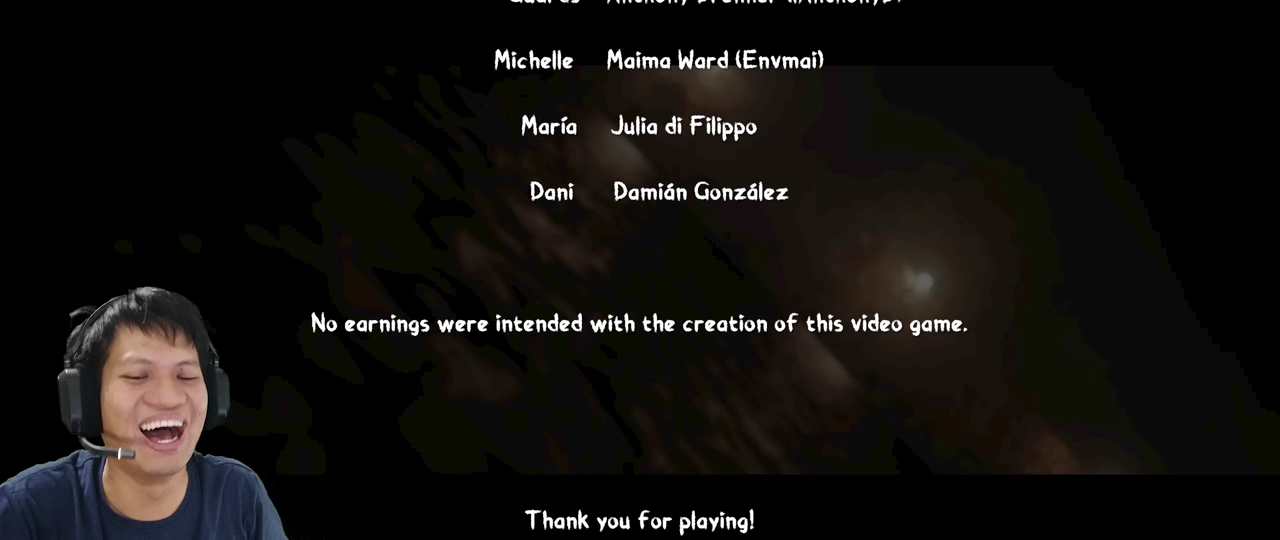 Michelle Maima Ward (Envmai)
María Julia di Filippo
Dani Damián González
No earnings were intended with the creation of this video game.
Thank you for playing!